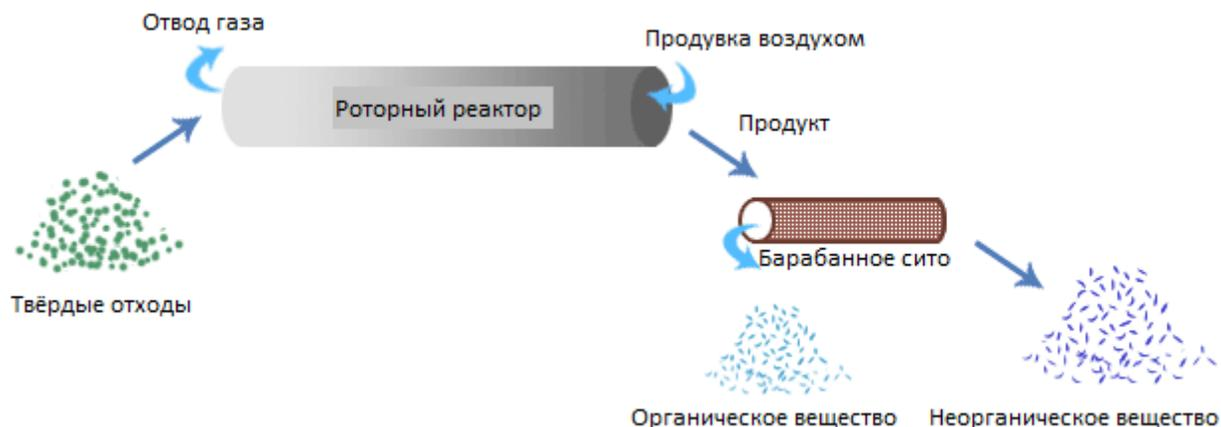 Отвод газа
Продувка воздухом
Роторный реактор
Продукт
Барабанное сито
Твёрдые отходы
Органическое вещество
Неорганическое вещество